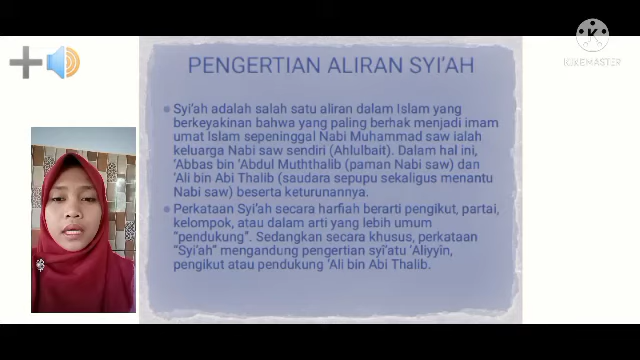 KINEMASTER
PENGERTIAN ALIRAN SYI'AH
Syi'ah adalah salah satu aliran dalam Islam yang
berkeyakinan bahwa yang paling berhak menjadi imam
umat Islam sepeninggal Nabi Muhammad saw ialah
keluarga Nabi saw sendiri (Ahlulbait). Dalam hal ini,
'Abbas bin 'Abdul Muththalib (paman Nabi saw) dan
'Ali bin Abi Thalib (saudara sepupu sekaligus menantu
Nabi saw) beserta keturunannya.
Perkataan Syi'ah secara harfiah berarti pengikut, partai,
kelompok, atau dalam arti yang lebih umum
"pendukung". Sedangkan secara khusus, perkataan
"Syi'ah" mengandung pengertian syi'atu 'Aliyyin,
pengikut atau pendukung 'Ali bin Abi Thalib.